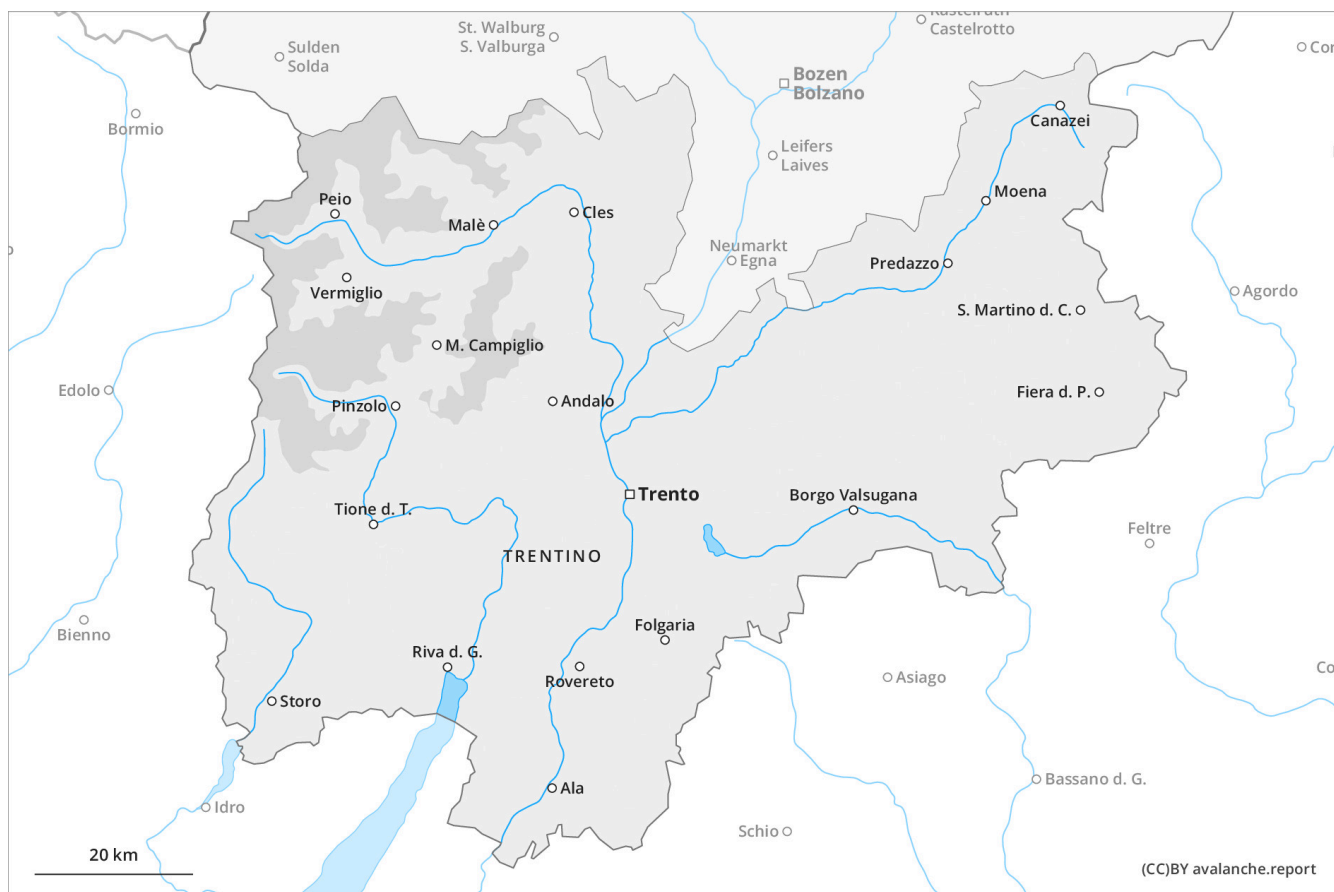 Kastelruth
Castelrotto
St. Walburg
S. Valburga
Sulden
Solda
Bozen
Bolzano
Bormio
Canazei
Leifers
Laives
Peio
Malè
Cles
Moena
Neumarkt
Egna
Predazzo
Vermiglio
Agordo
S. Martino d. C.
M. Campiglio
Edolo
Pinzolo
Andalo
Fiera d. P.
Trento
Borgo Valsugana
Tione d. T.
Feltre
TRENTINO
Bienno
Folgaria
Riva d. G.
Rovereto
Asiago
Co
Storo
Bassano d. G.
Ala
Idro
Schio
20 km
(CC)BY avalanche.report